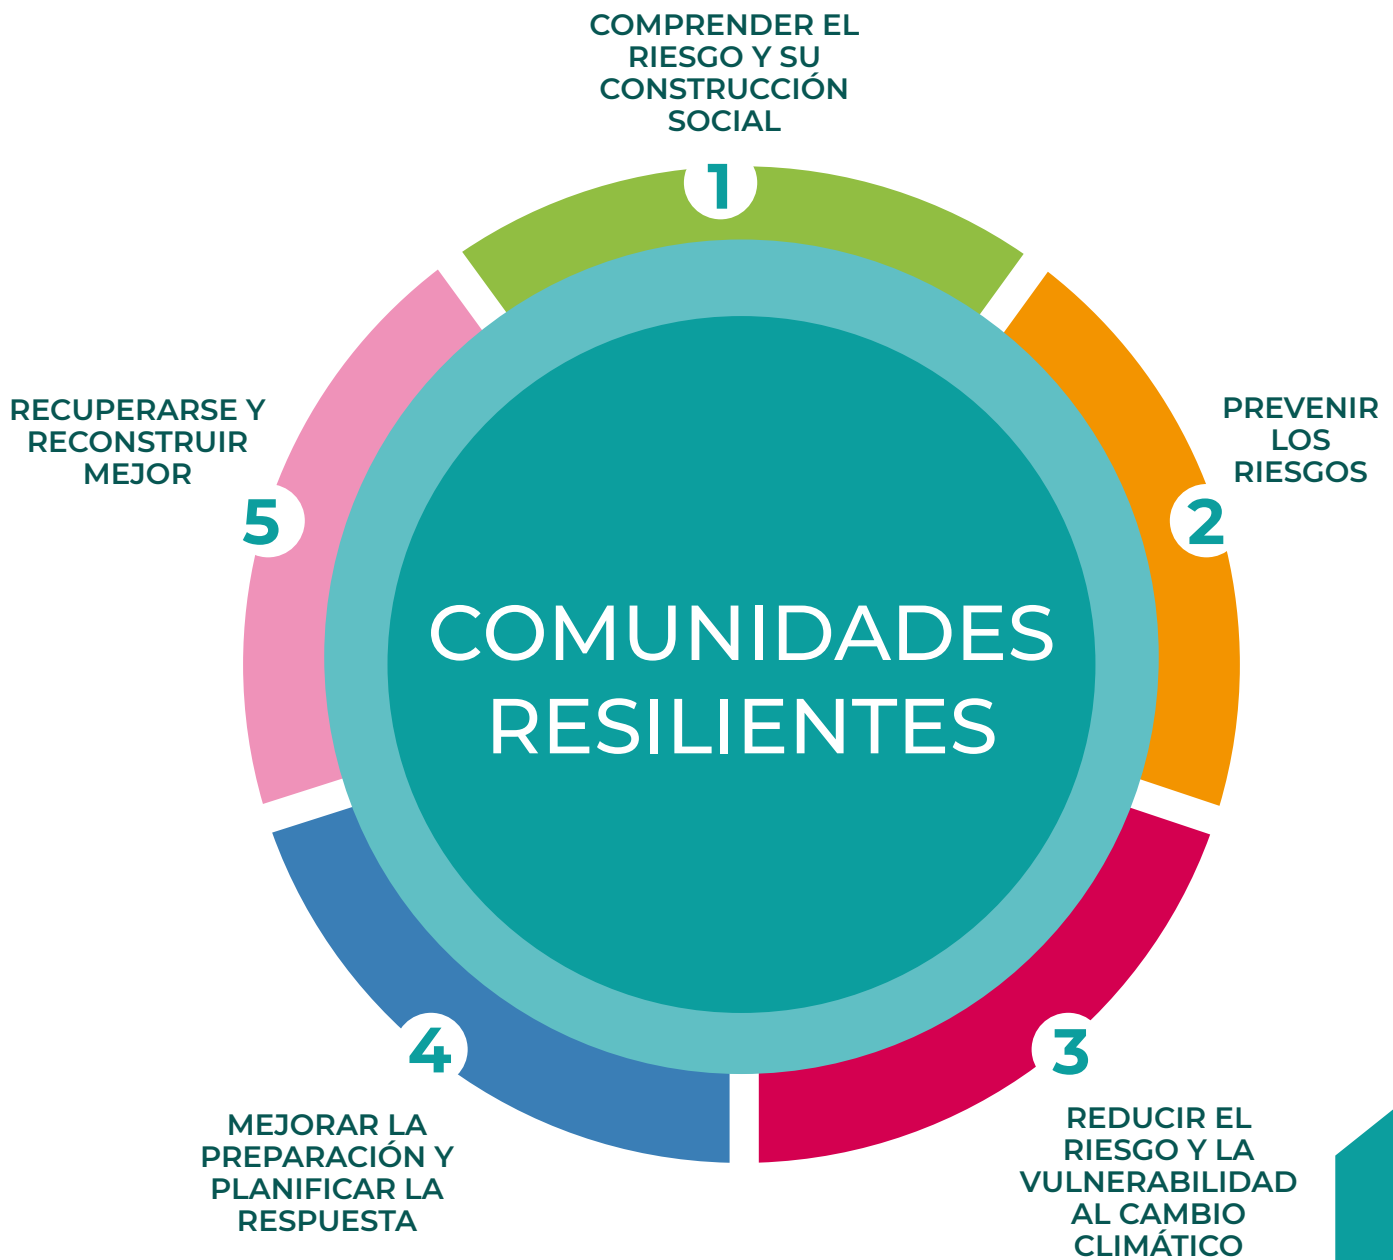 COMPRENDER EL
RIESGO Y SU
CONSTRUCCIÓN
SOCIAL
1
PREVENIR
LOS
RIESGOS
2
REDUCIR EL
RIESGO Y LA
VULNERABILIDAD
AL CAMBIO
CLIMÁTICO
3
MEJORAR LA
PREPARACIÓN Y
PLANIFICAR LA
RESPUESTA
4
RECUPERARSE Y
RECONSTRUIR
MEJOR
5
COMUNIDADES
RESILIENTES